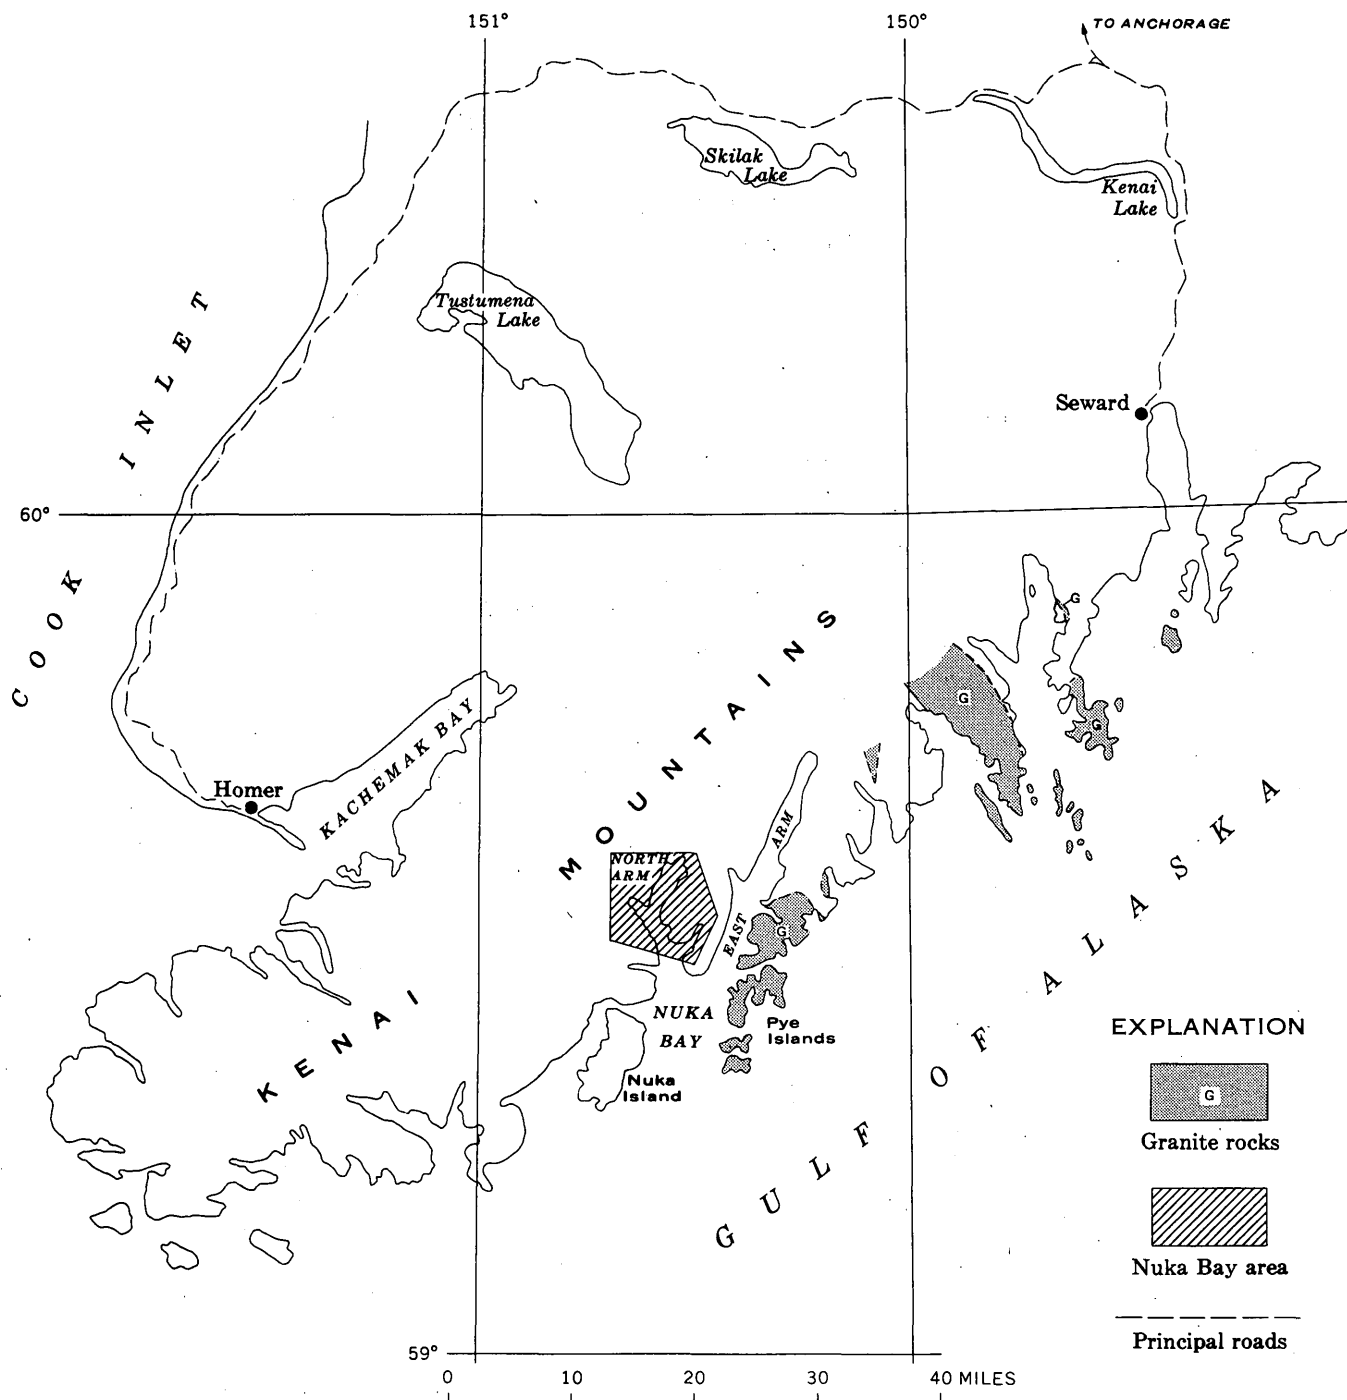 151°
150°
TO ANCHORAGE
Skilak
Lake
Kenai
Lake
Tustumena
Lake
COOK INLET
Seward
60°
G
KENAI MOUNTAINS
G
G
KACHEMAK BAY
Homer
NORTH
ARM
EAST ARM
G
NUKA
BAY
Pye
Islands
Nuka
Island
GULF OF ALASKA
EXPLANATION
G
Granite rocks
Nuka Bay area
Principal roads
59°
0 10 20 30 40 MILES